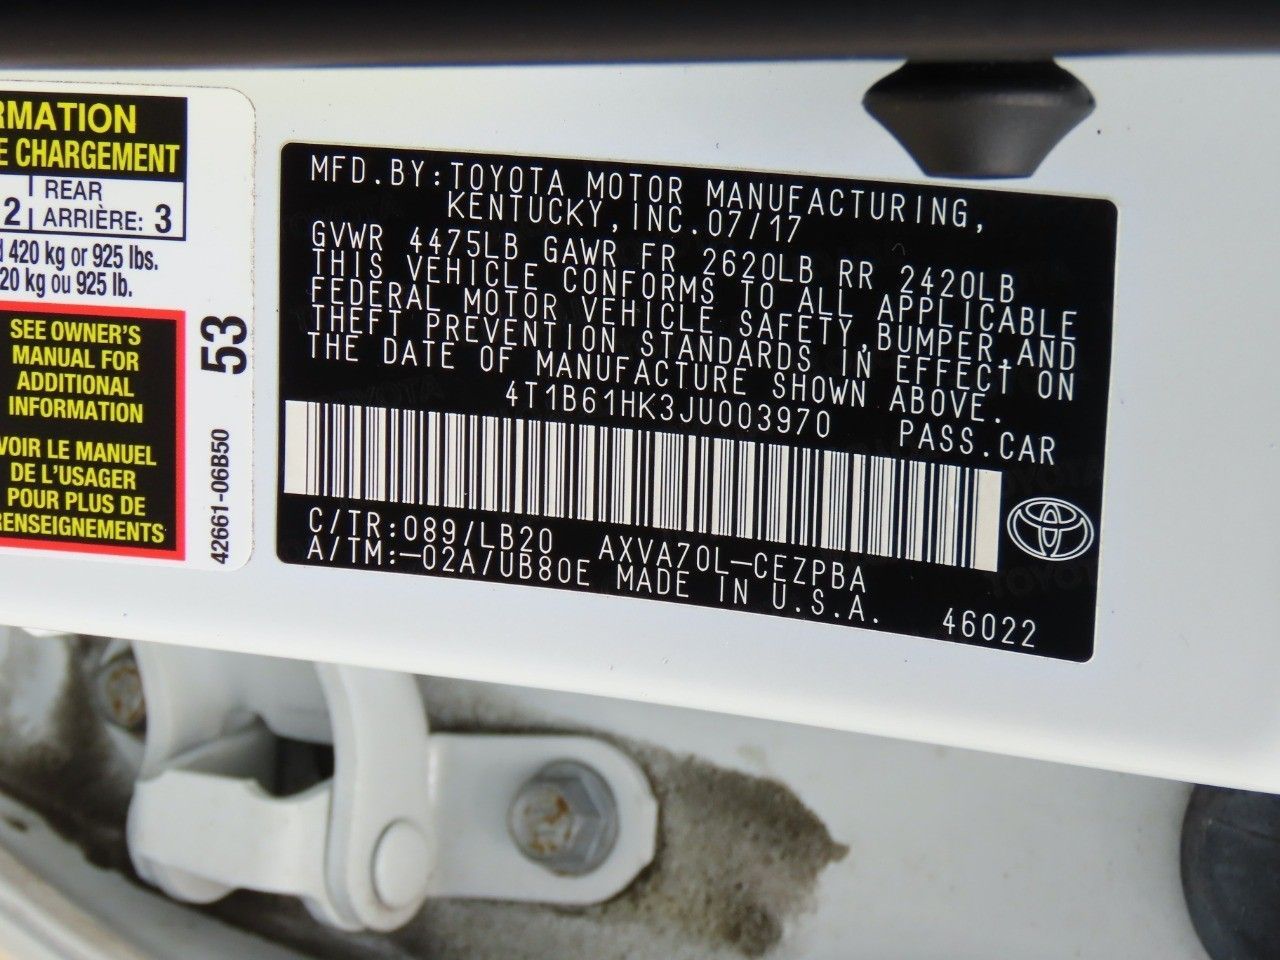 RMATION
E CHARGEMENT
2 REAR
ARRIÈRE: 3
420 kg or 925 lbs.
20 kg ou 925 lb.
SEE OWNER'S
MANUAL FOR
ADDITIONAL
INFORMATION
VOIR LE MANUEL
DE L'USAGER
POUR PLUS DE
RENSEIGNEMENTS
53
42661-06B50
MFD.BY:TOYOTA MOTOR MANUFACTURING,
KENTUCKY,INC.07/17
GVWR 4475LB GAWR FR 2620LB RR 2420LB
THIS VEHICLE CONFORMS TO ALL APPLICABLE
FEDERAL MOTOR VEHICLE SAFETY,BUMPER,AND
THEFT PREVENTION STANDARDS IN EFFECT ON
THE DATE OF MANUFACTURE SHOWN ABOVE.
4T1B61HK3JU003970 PASS.CAR
C/TR:089/LB20 AXVA70L-CEZPBA
A/TM:-02A/UB80E MADE IN U.S.A.
46022